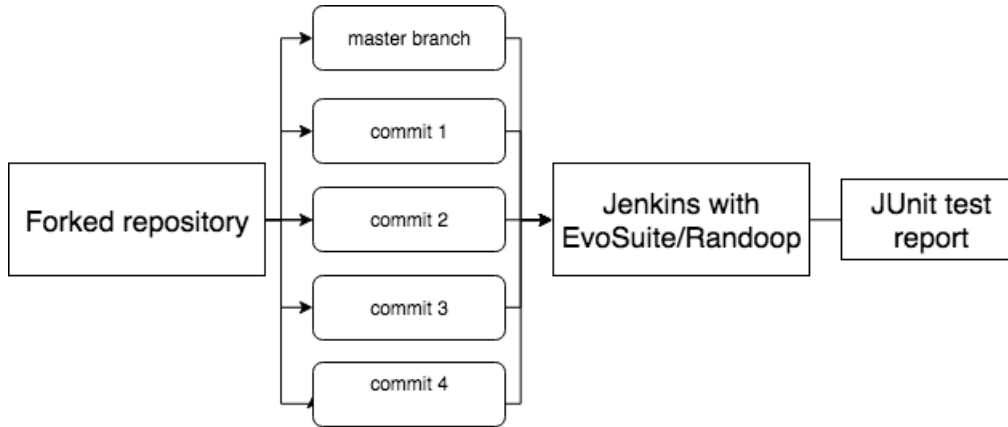 Forked repository
master branch
commit 1
commit 2
commit 3
commit 4
Jenkins with
EvoSuite/Randoop
JUnit test
report